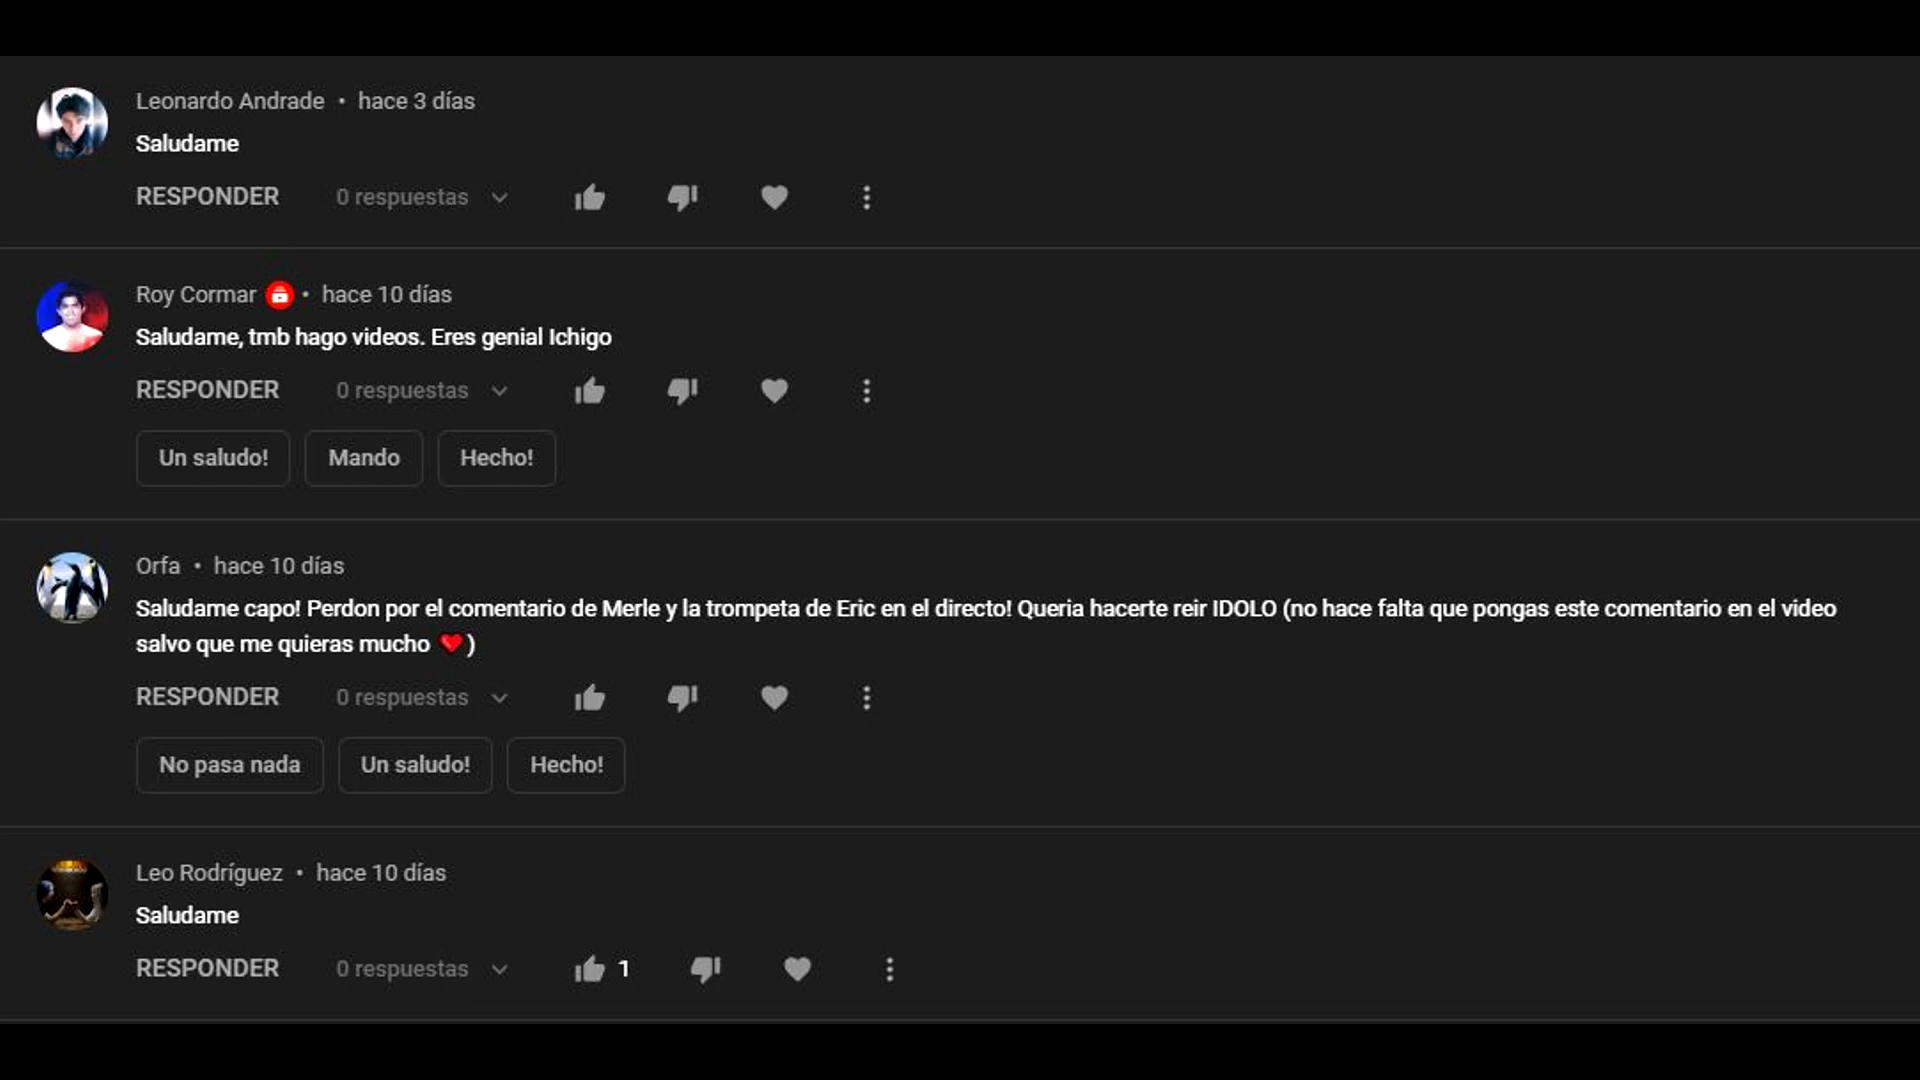 Leonardo Andrade • hace 3 días
Saludame
RESPONDER 0 respuestas
Roy Cormar • hace 10 días
Saludame, tmb hago videos. Eres genial Ichigo
RESPONDER 0 respuestas
Un saludo! Mando Hecho!
Orfa • hace 10 días
Saludame capo! Perdon por el comentario de Merle y la trompeta de Eric en el directo! Queria hacerte reir IDOLO (no hace falta que pongas este comentario en el video
salvo que me quieras mucho ❤)
RESPONDER 0 respuestas
No pasa nada Un saludo! Hecho!
Leo Rodríguez • hace 10 días
Saludame
RESPONDER 0 respuestas 1